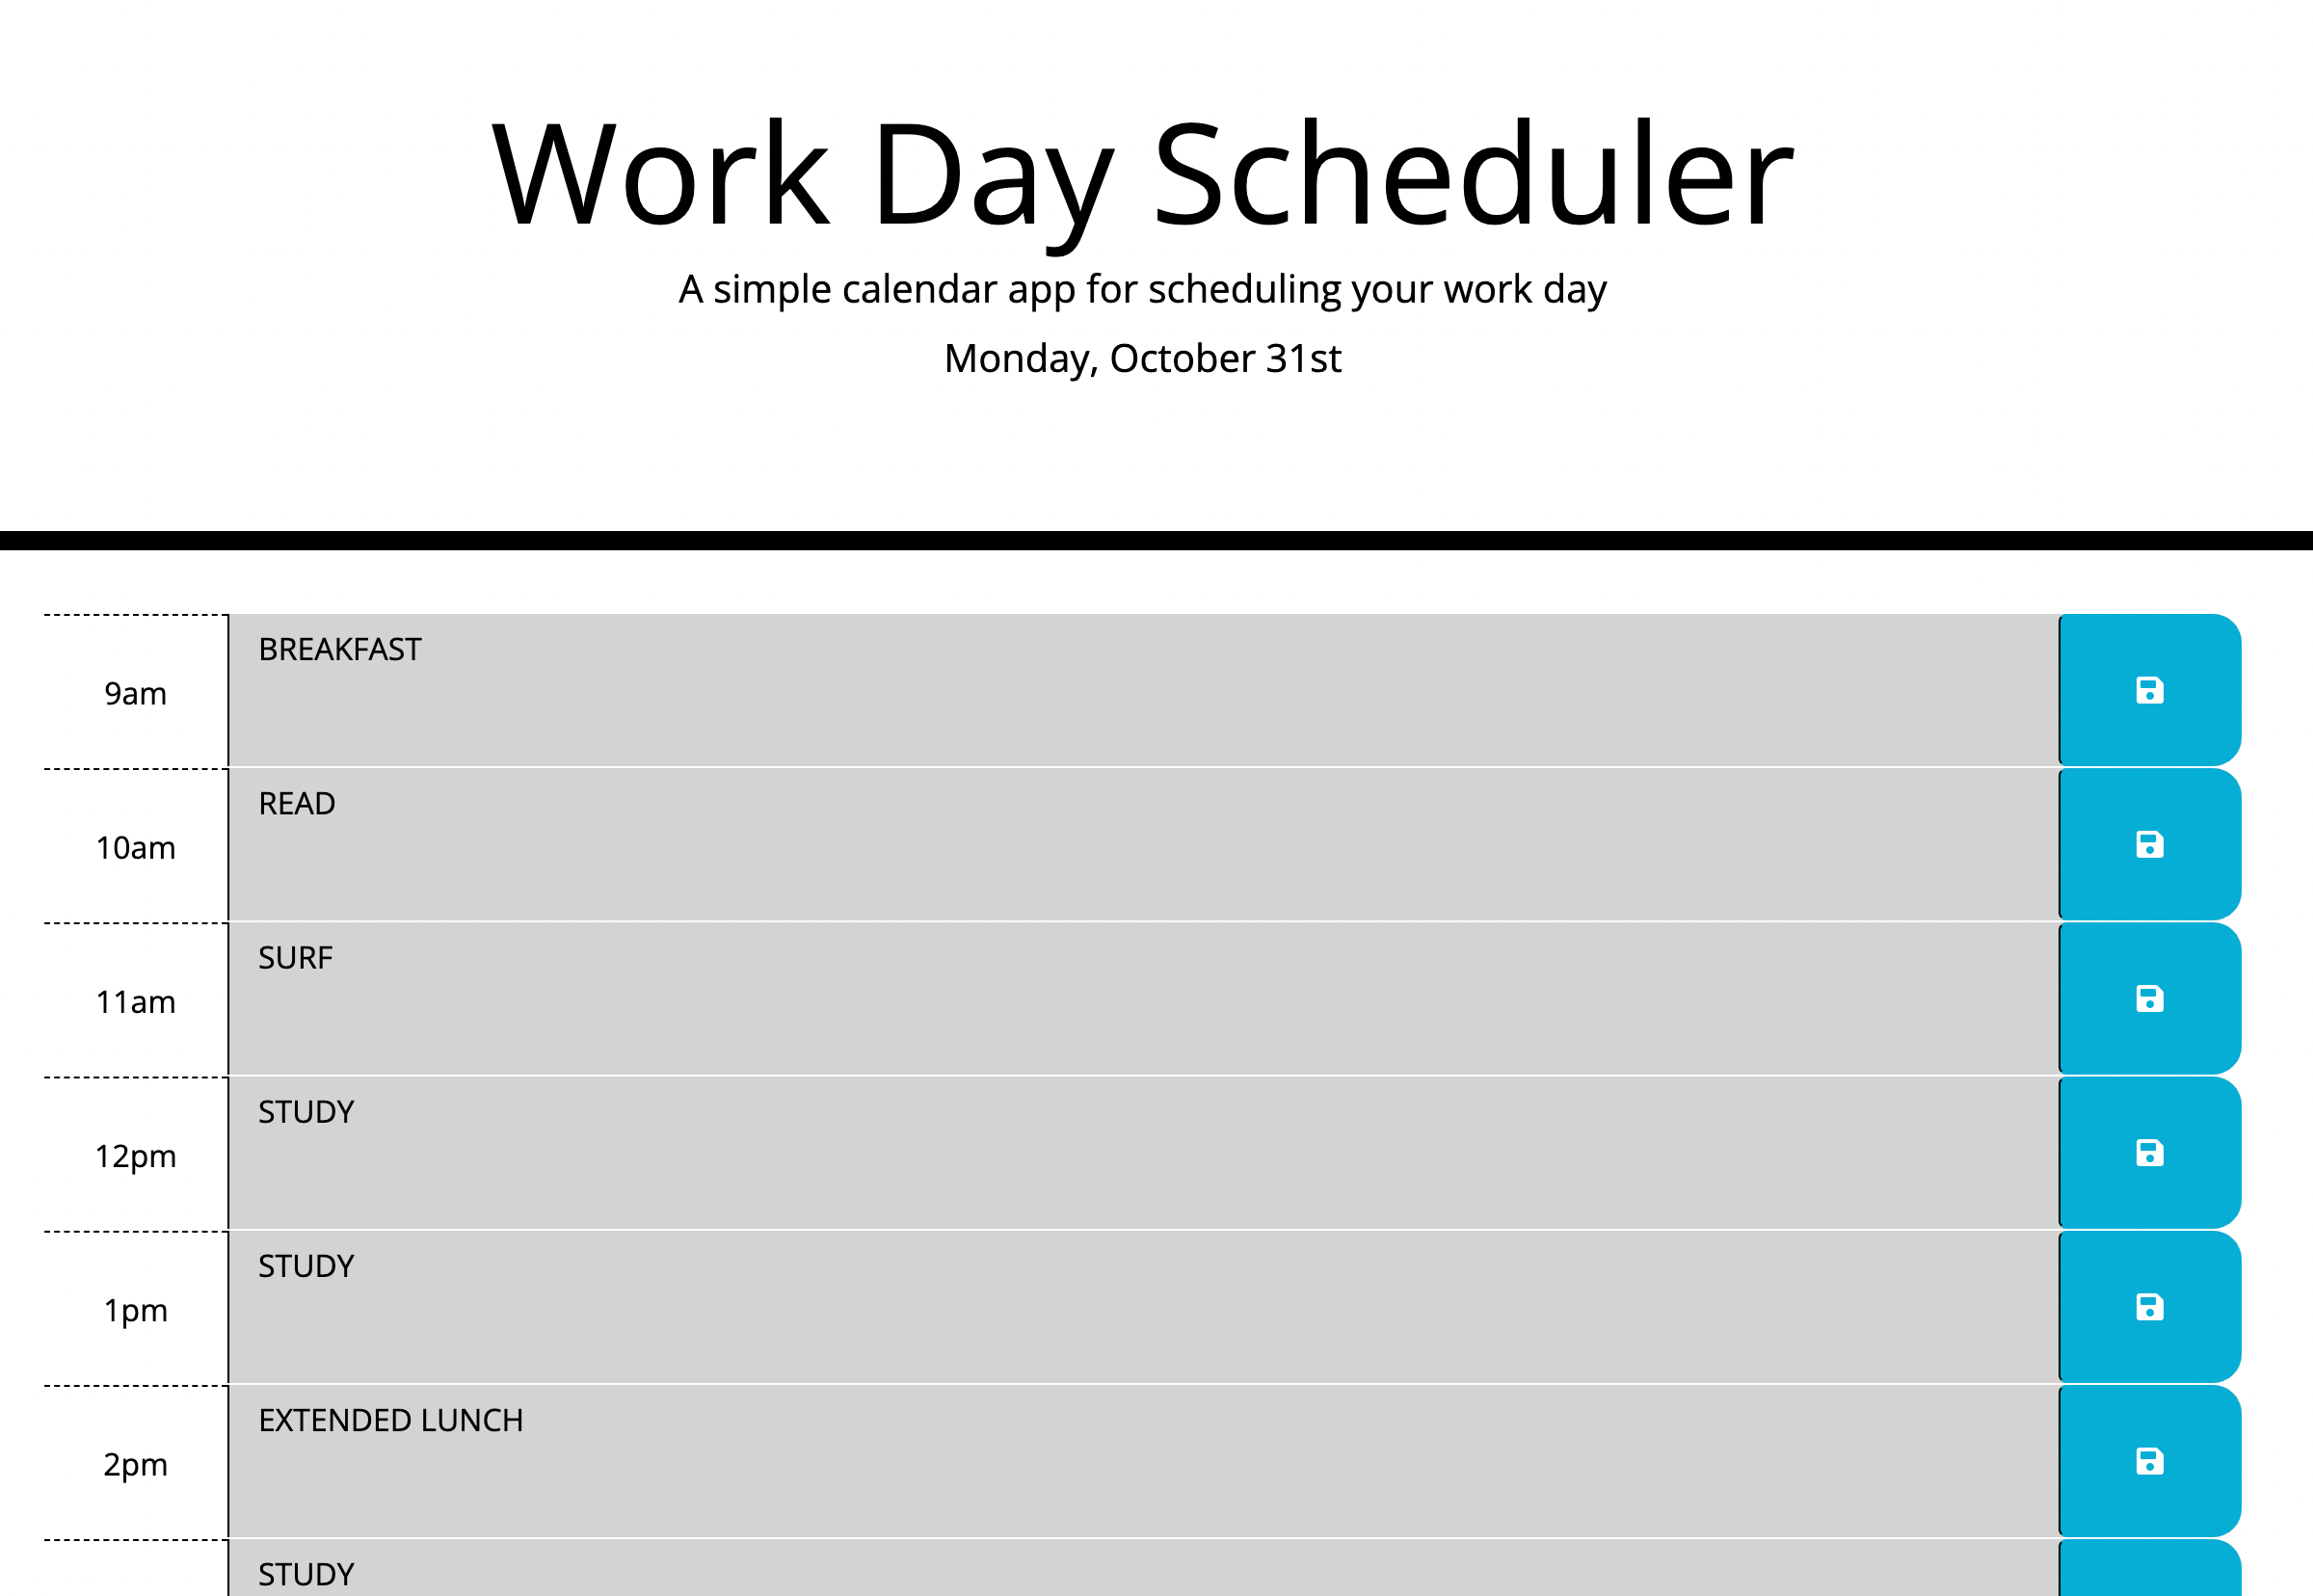 Work Day Scheduler
A simple calendar app for scheduling your work day
Monday, October 31st
9am
BREAKFAST
10am
READ
11am
SURF
12pm
STUDY
1pm
STUDY
2pm
EXTENDED LUNCH
STUDY